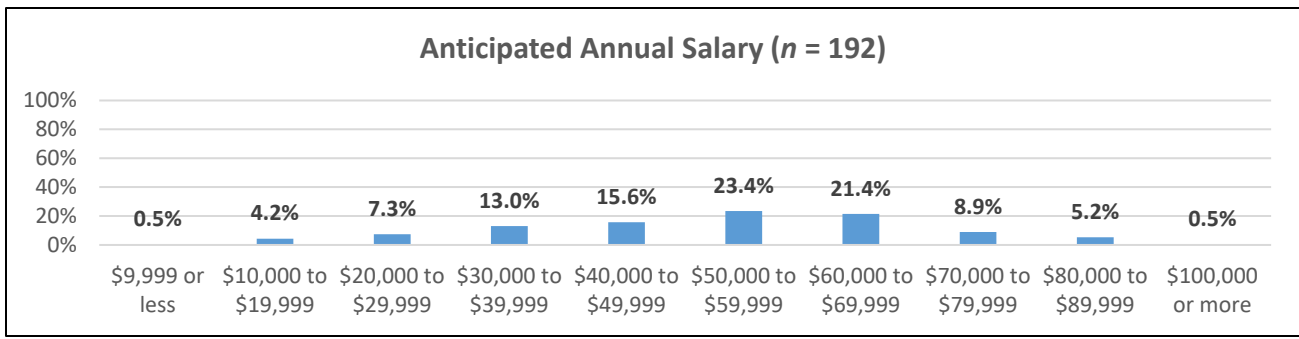 Anticipated Annual Salary (n = 192)
100%
80%
60%
40%
20%
0%
0.5%
4.2%
7.3%
13.0%
15.6%
23.4%
21.4%
8.9%
5.2%
0.5%
$9,999 or
less
$10,000 to
$19,999
$20,000 to
$29,999
$30,000 to
$39,999
$40,000 to
$49,999
$50,000 to
$59,999
$60,000 to
$69,999
$70,000 to
$79,999
$80,000 to
$89,999
$100,000
or more